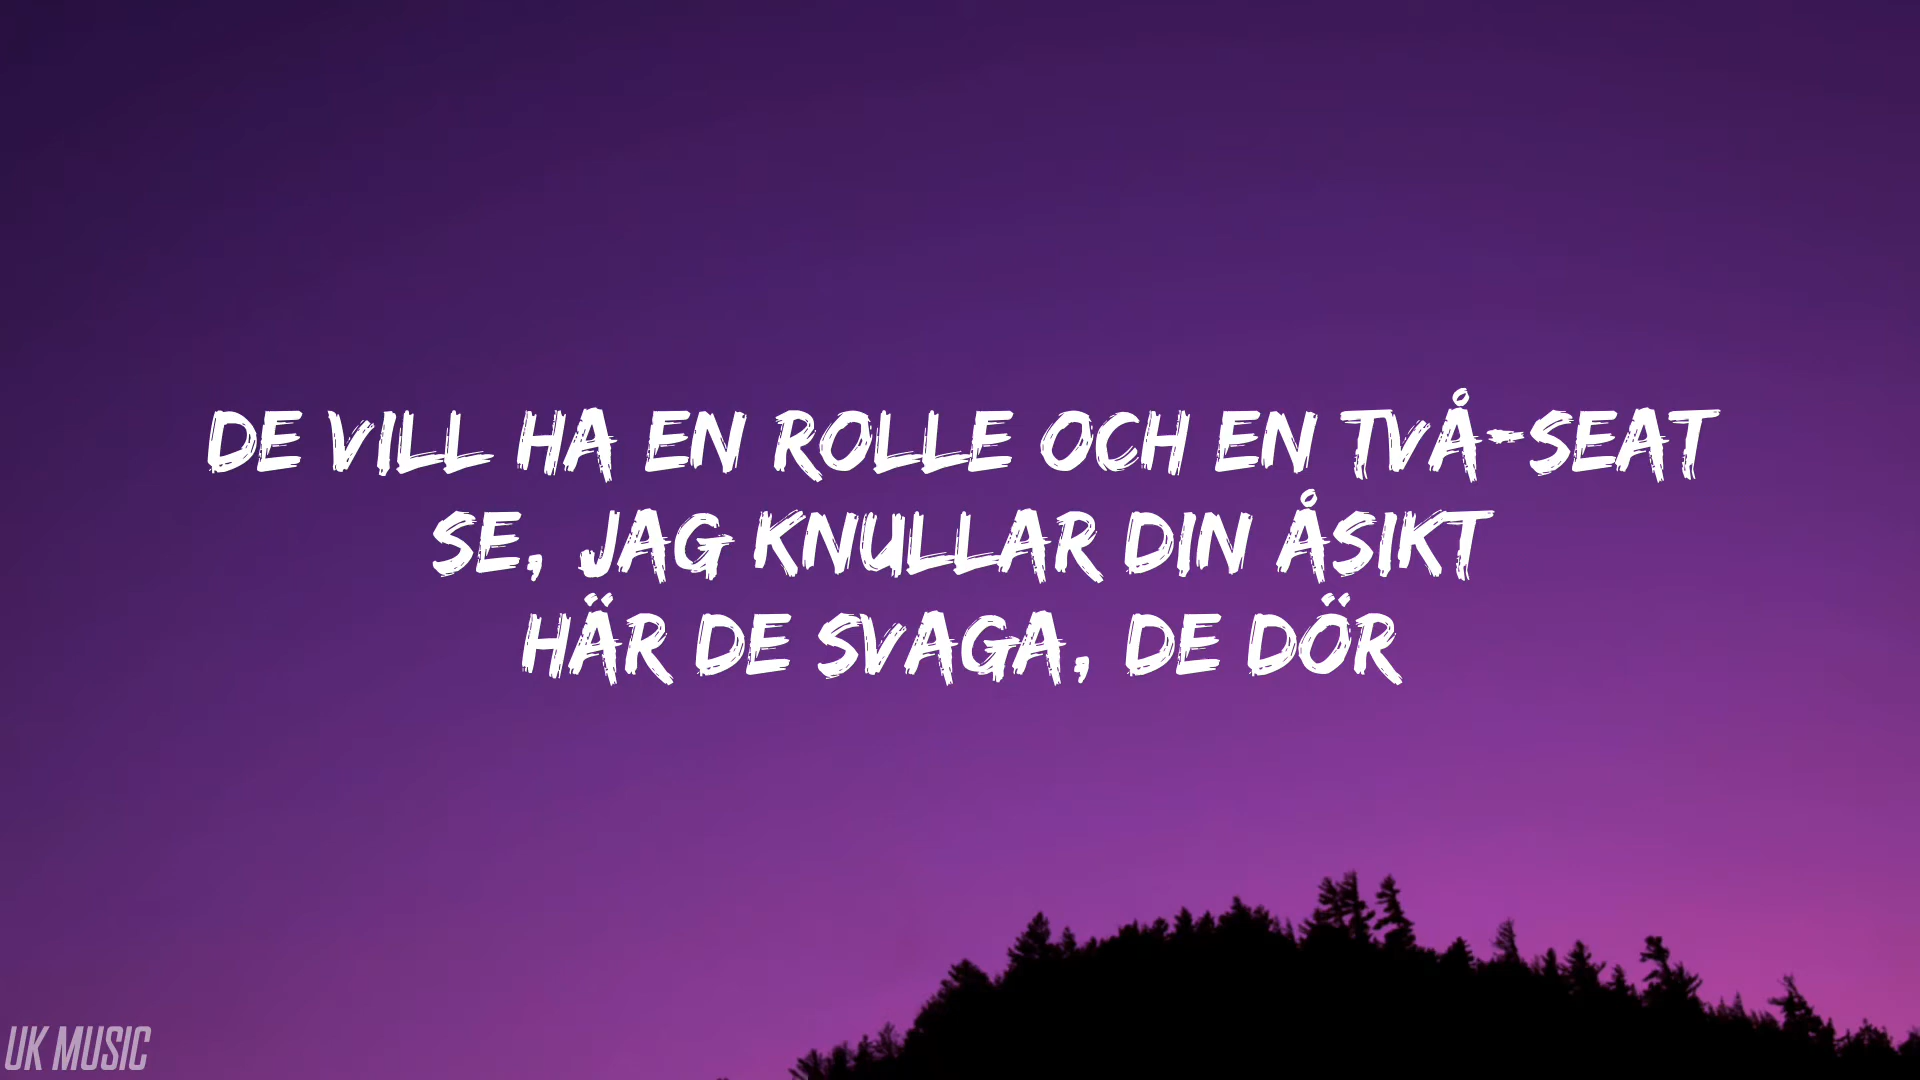 DE VILL HA EN ROLLE OCH EN TVÅ-SEAT
SE, JAG KNULLAR DIN ÅSIKT
HÄR DE SVAGA, DE DÖR
UK MUSIC